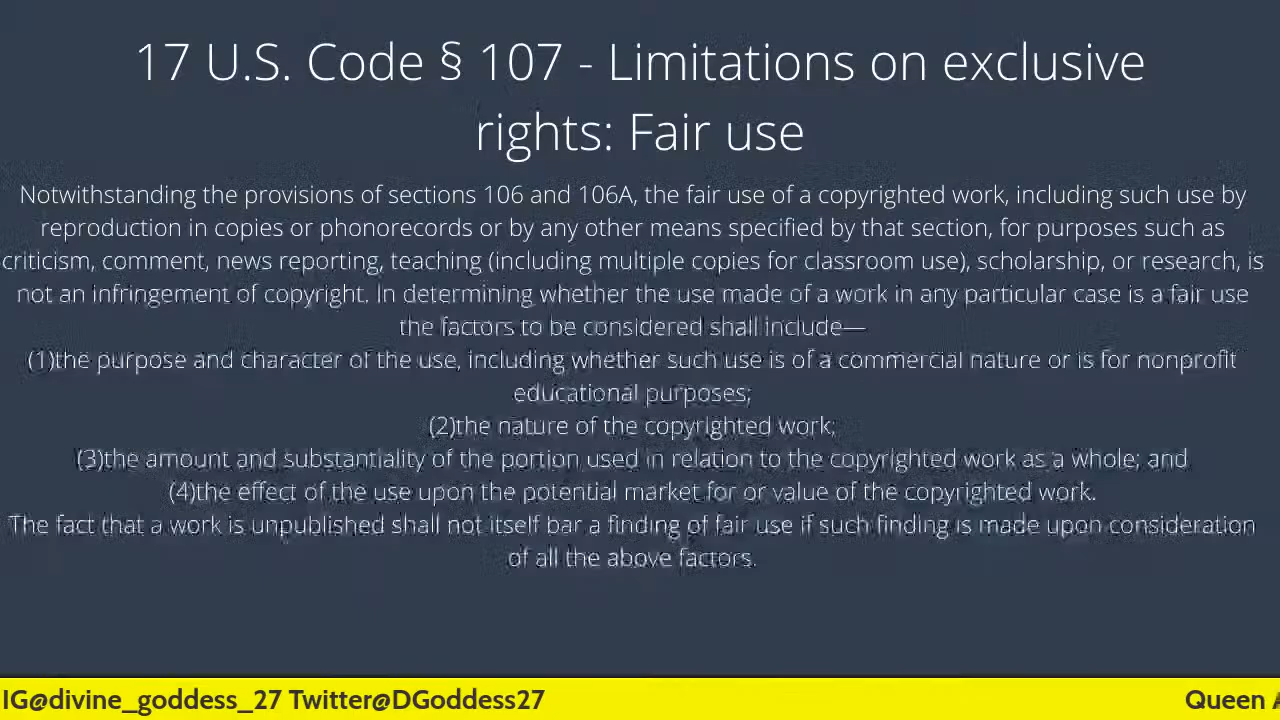 17 U.S. Code § 107 - Limitations on exclusive
rights: Fair use
Notwithstanding the provisions of sections 106 and 106A, the fair use of a copyrighted work, including such use by
reproduction in copies or phonorecords or by any other means specified by that section, for purposes such as
criticism, comment, news reporting, teaching (including multiple copies for classroom use), scholarship, or research, is
not an infringement of copyright. In determining whether the use made of a work in any particular case is a fair use
the factors to be considered shall include—
(1)the purpose and character of the use, including whether such use is of a commercial nature or is for nonprofit
educational purposes;
(2)the nature of the copyrighted work;
(3)the amount and substantiality of the portion used in relation to the copyrighted work as a whole; and
(4)the effect of the use upon the potential market for or value of the copyrighted work.
The fact that a work is unpublished shall not itself bar a finding of fair use if such finding is made upon consideration
of all the above factors.
IG@divine_goddess_27 Twitter@DGoddess27 Queen